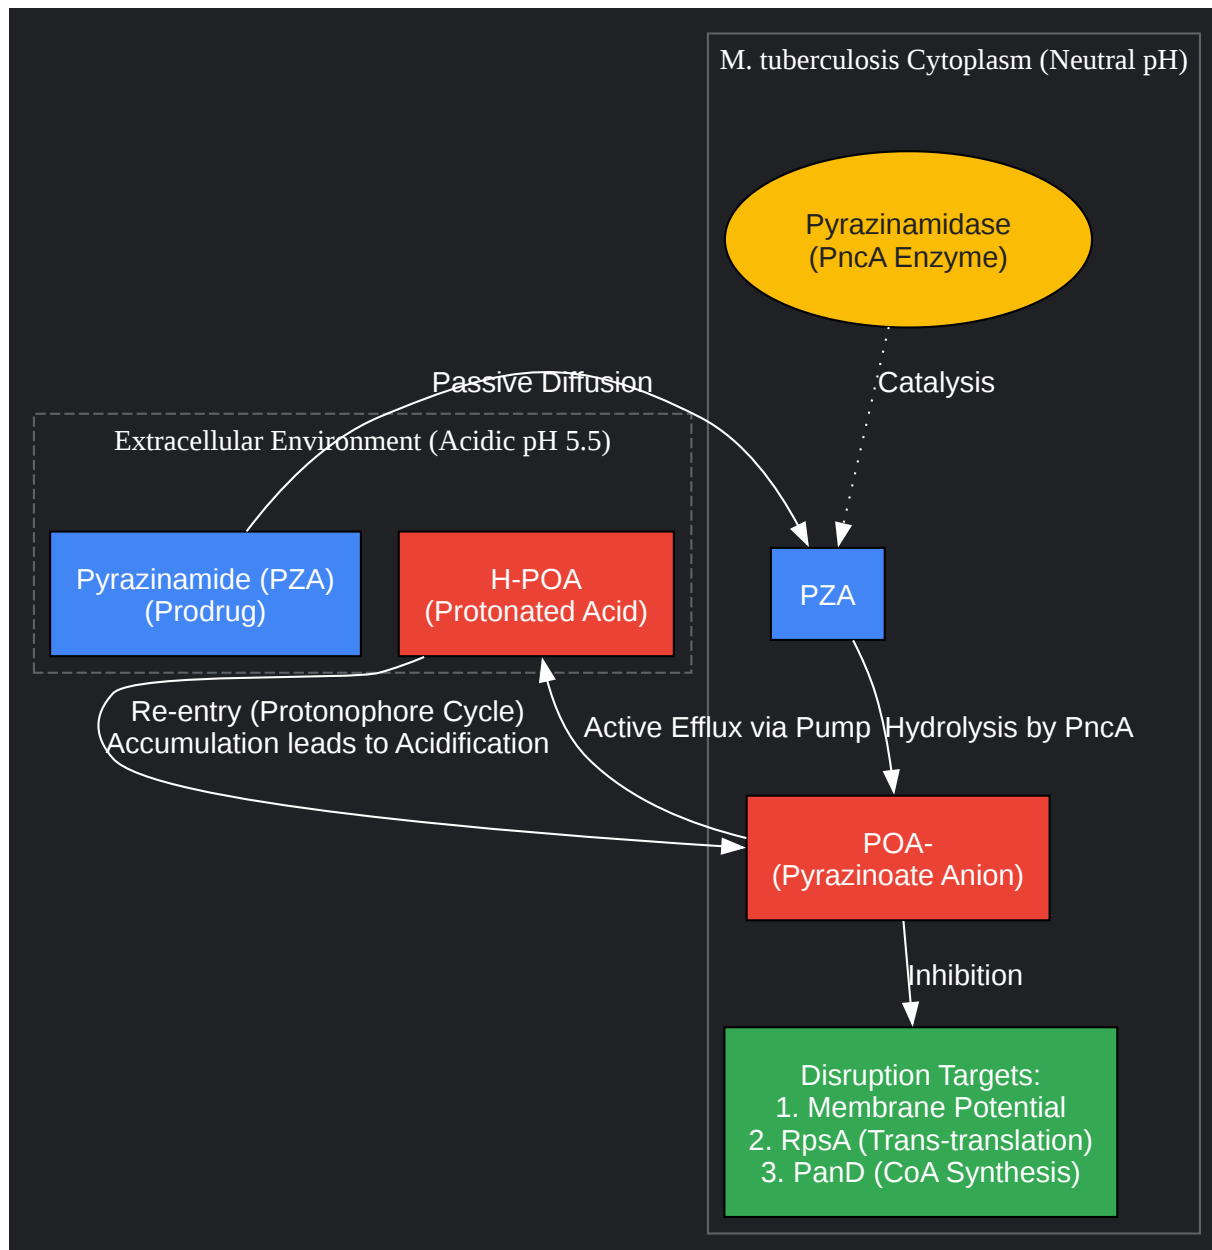 M. tuberculosis Cytoplasm (Neutral pH)
Pyrazinamidase
(PncA Enzyme)
Passive Diffusion
Catalysis
Extracellular Environment (Acidic pH 5.5)
Pyrazinamide (PZA)
(Prodrug)
H-POA
(Protonated Acid)
PZA
Re-entry (Protonophore Cycle)
Accumulation leads to Acidification
Active Efflux via Pump
Hydrolysis by PncA
POA-
(Pyrazinoate Anion)
Inhibition
Disruption Targets:
1. Membrane Potential
2. RpsA (Trans-translation)
3. PanD (CoA Synthesis)